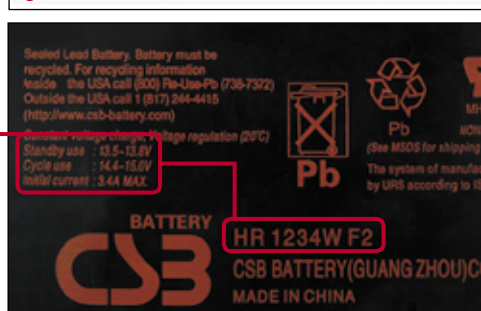 Sealed Lead Battery. Battery must be
recycled. For recycling information
Inside the USA call (800) Re-Use-Pb (738-7372)
Outside the USA call 1 (817) 244-4415
(http://www.csb-battery.com)
Constant voltage charge, Voltage regulation (20°C)
Standby use : 13.5-13.8V
Cycle use : 14.4-15.0V
Initial current : 3.4A MAX.
Pb
Pb
(See MSDS for shipping
The system of manufa
by URS according to IS
MH
NON
BATTERY
CSB
HR 1234W F2
CSB BATTERY(GUANG ZHOU)C
MADE IN CHINA